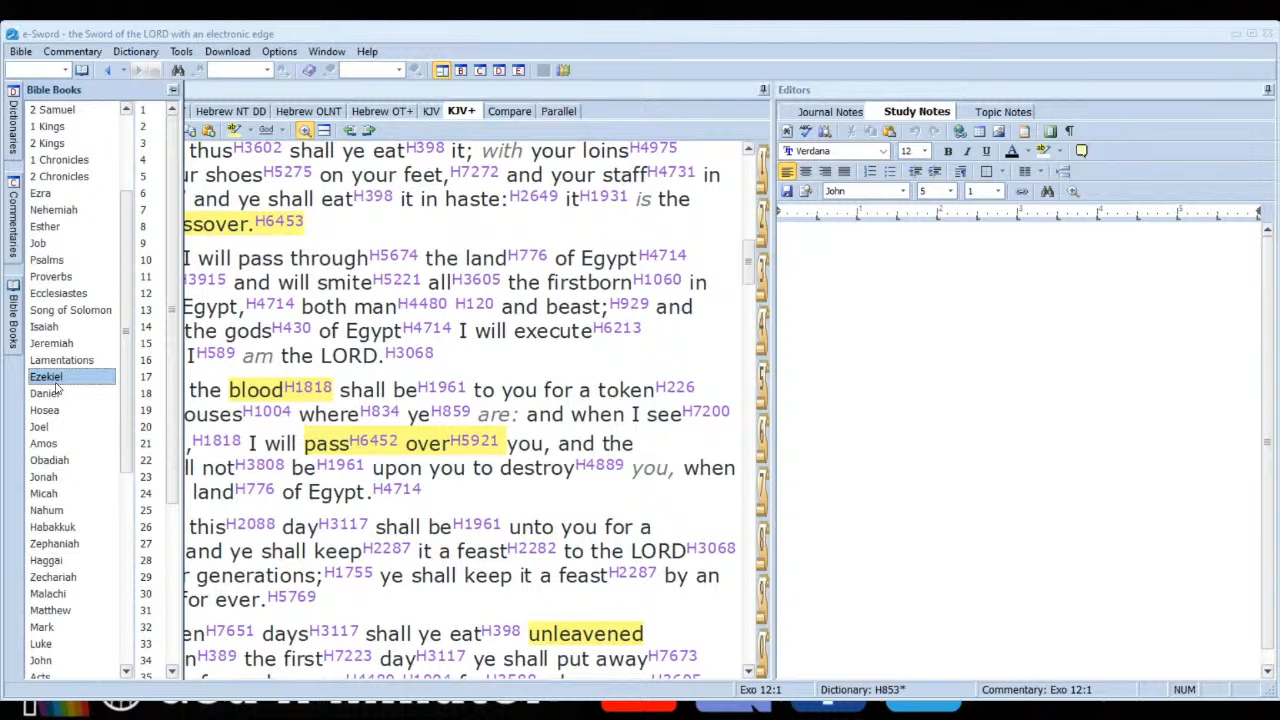 e-Sword - the Sword of the LORD with an electronic edge
Bible Commentary Dictionary Tools Download Options Window Help
B C D E
Bible Books
Dictionaries
Commentaries
Bible Books
2 Samuel
1 Kings
2 Kings
1 Chronicles
2 Chronicles
Ezra
Nehemiah
Esther
Job
Psalms
Proverbs
Ecclesiastes
Song of Solomon
Isaiah
Jeremiah
Lamentations
Ezekiel
Daniel
Hosea
Joel
Amos
Obadiah
Jonah
Micah
Nahum
Habakkuk
Zephaniah
Haggai
Zechariah
Malachi
Matthew
Mark
Luke
John
Acts
1
2
3
4
5
6
7
8
9
10
11
12
13
14
15
16
17
18
19
20
21
22
23
24
25
26
27
28
29
30
31
32
33
34
35
Hebrew NT DD Hebrew OLNT Hebrew OT+ KJV KJV+ Compare Parallel
God
thusH3602 shall ye eatH398 it; with your loinsH4975
ur shoesH5275 on your feet,H7272 and your staffH4731 in
and ye shall eatH398 it in haste:H2649 itH1931 is the
ssover.H6453
I will pass throughH5674 the landH776 of EgyptH4714
H3915 and will smiteH5221 allH3605 the firstbornH1060 in
Egypt,H4714 both manH4480 H120 and beast;H929 and
the godsH430 of EgyptH4714 I will executeH6213
IH589 am the LORD.H3068
the bloodH1818 shall beH1961 to you for a tokenH226
ousesH1004 whereH834 yeH859 are: and when I seeH7200
,H1818 I will passH6452 overH5921 you, and the
ll notH3808 beH1961 upon you to destroyH4889 you, when
landH776 of Egypt.H4714
thisH2088 dayH3117 shall beH1961 unto you for a
and ye shall keepH2287 it a feastH2282 to the LORDH3068
r generations;H1755 ye shall keep it a feastH2287 by an
for ever.H5769
enH7651 daysH3117 shall ye eatH398 unleavened
nH389 the firstH7223 dayH3117 ye shall put awayH7673
Editors
Journal Notes Study Notes Topic Notes
Verdana 12 B I U A
John 5 1
1 2 3 4 5
Exo 12:1 Dictionary: H853* Commentary: Exo 12:1 NUM